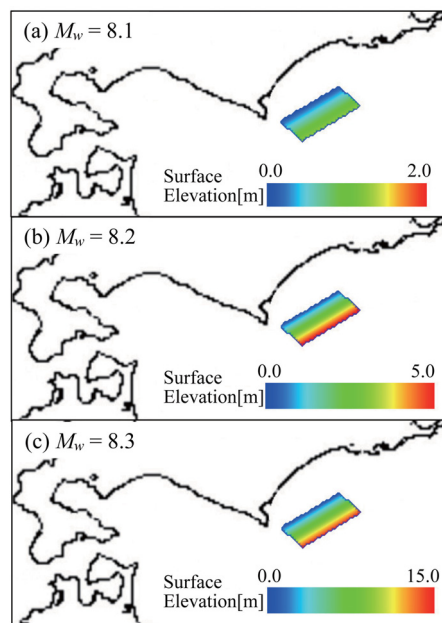 (a) Mw = 8.1
Surface 0.0 2.0
Elevation[m]
(b) Mw = 8.2
0.0 5.0
Surface
Elevation[m]
(c) Mw = 8.3
Surface 0.0 15.0
Elevation[m]